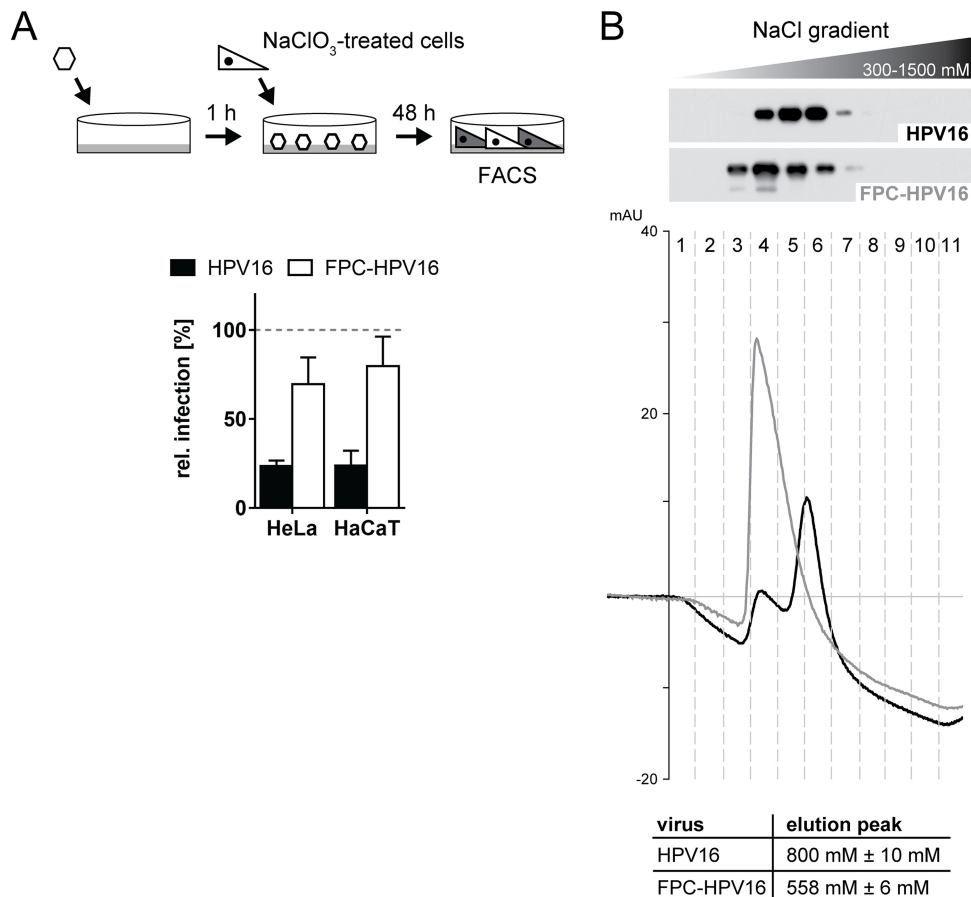 A
NaClO3-treated cells
1 h
48 h
FACS
HPV16 FPC-HPV16
rel. infection [%]
100
50
0
HeLa HaCaT
B
NaCl gradient
300-1500 mM
HPV16
FPC-HPV16
mAU
40
1 2 3 4 5 6 7 8 9 10 11
20
0
-20
virus elution peak
HPV16 800 mM ± 10 mM
FPC-HPV16 558 mM ± 6 mM